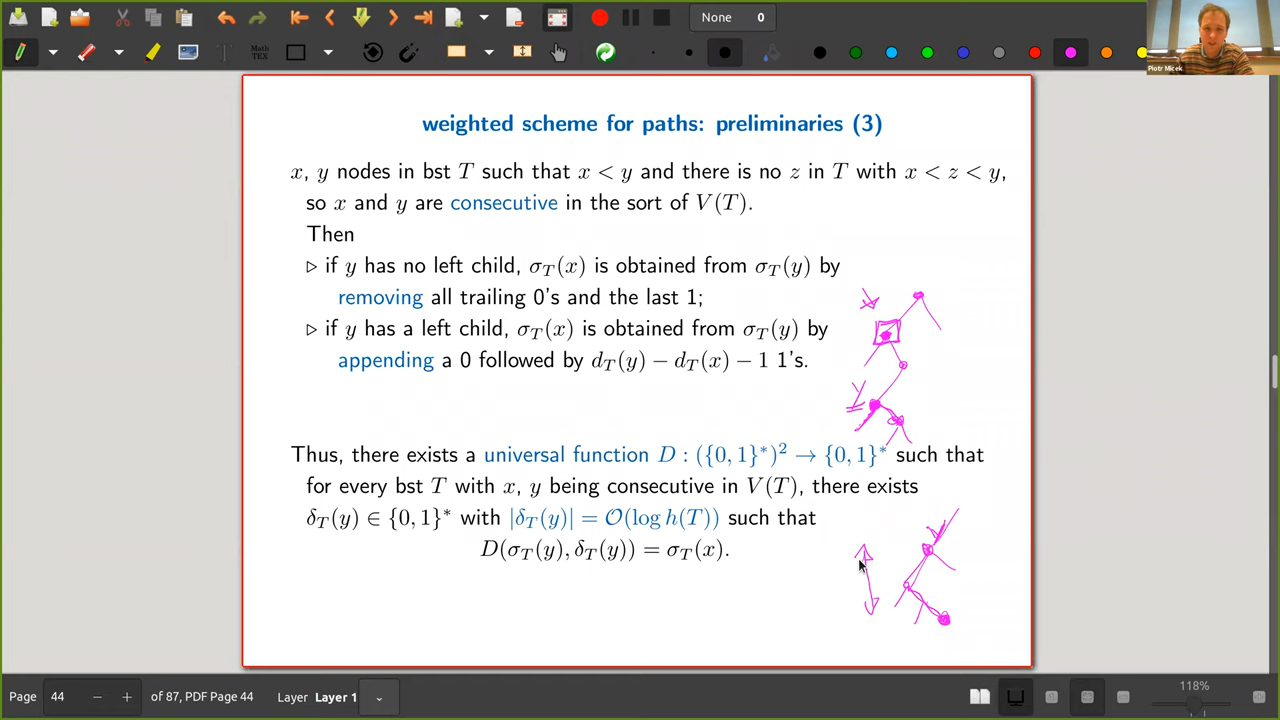 None 0
Math
TEX
Piotr Micek
weighted scheme for paths: preliminaries (3)
x, y nodes in bst T such that x < y and there is no z in T with x < z < y,
so x and y are consecutive in the sort of V(T).
Then
▷ if y has no left child, σ_T(x) is obtained from σ_T(y) by
removing all trailing 0's and the last 1;
▷ if y has a left child, σ_T(x) is obtained from σ_T(y) by
appending a 0 followed by d_T(y) − d_T(x) − 1 1's.
Thus, there exists a universal function D : ({0, 1}*)² → {0, 1}* such that
for every bst T with x, y being consecutive in V(T), there exists
δ_T(y) ∈ {0, 1}* with |δ_T(y)| = O(log h(T)) such that
D(σ_T(y), δ_T(y)) = σ_T(x).
Page 44 of 87, PDF Page 44 Layer Layer 1 118%